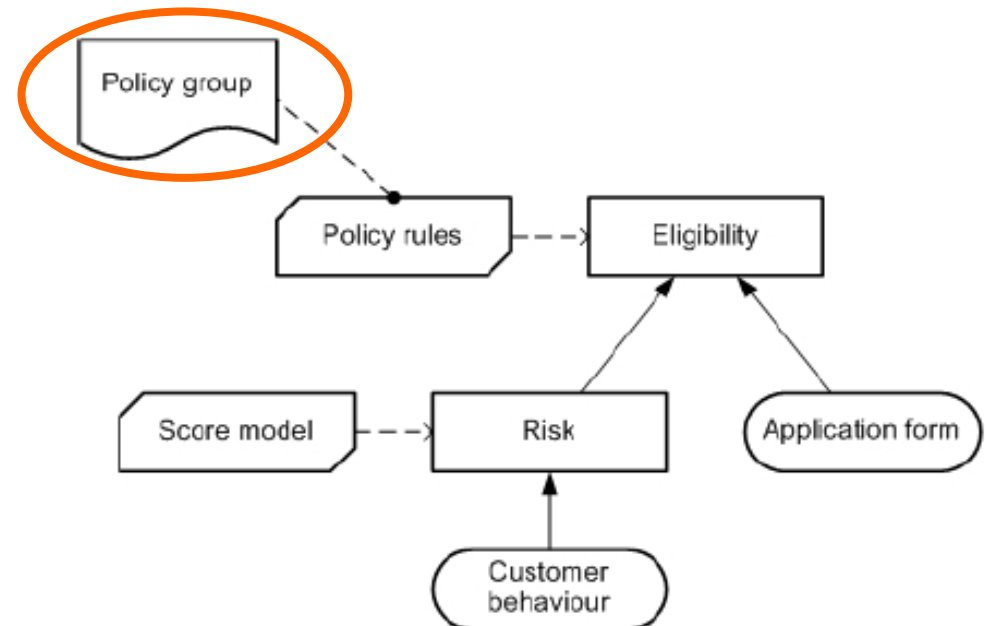 Policy group
Policy rules
Eligibility
Score model
Risk
Application form
Customer
behaviour